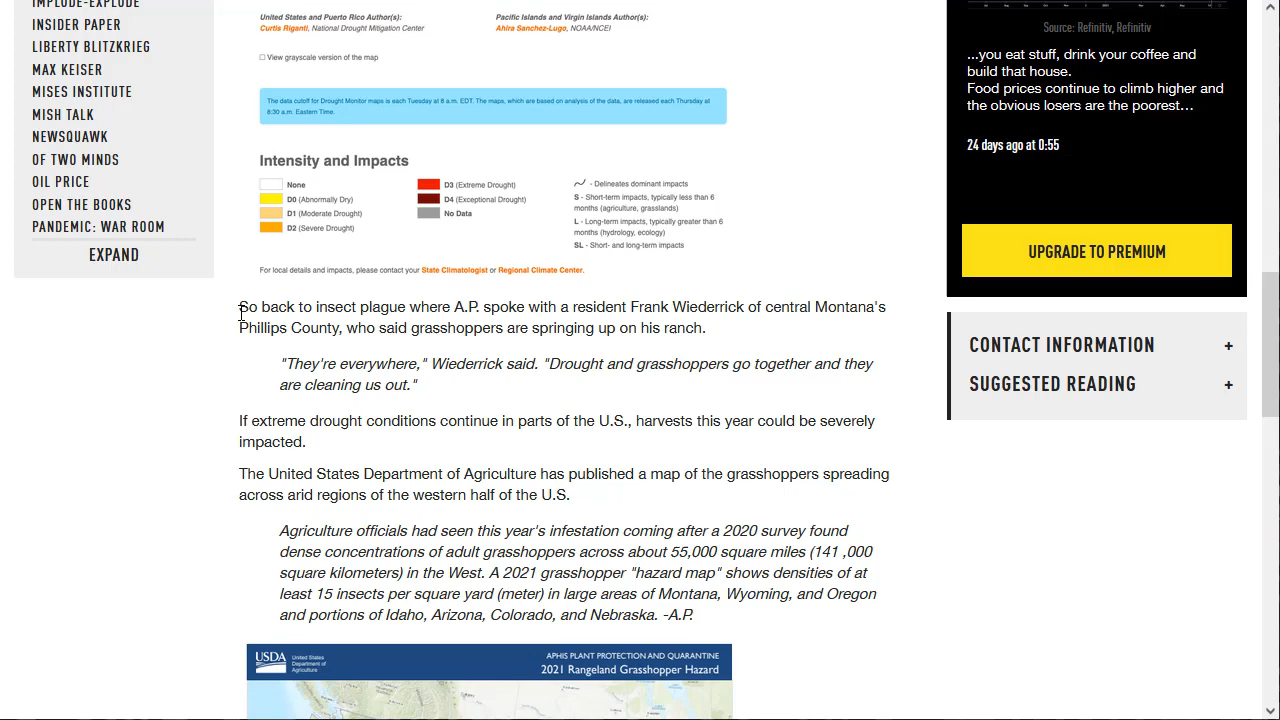 IMPLODE-EXPLODE
INSIDER PAPER
LIBERTY BLITZKRIEG
MAX KEISER
MISES INSTITUTE
MISH TALK
NEWSQUAWK
OF TWO MINDS
OIL PRICE
OPEN THE BOOKS
PANDEMIC: WAR ROOM
EXPAND
United States and Puerto Rico Author(s):
Curtis Riganti, National Drought Mitigation Center
Pacific Islands and Virgin Islands Author(s):
Ahira Sanchez-Lugo, NOAA/NCEI
View grayscale version of the map
The data cutoff for Drought Monitor maps is each Tuesday at 8 a.m. EDT. The maps, which are based on analysis of the data, are released each Thursday at
8:30 a.m. Eastern Time.
Intensity and Impacts
None
D0 (Abnormally Dry)
D1 (Moderate Drought)
D2 (Severe Drought)
D3 (Extreme Drought)
D4 (Exceptional Drought)
No Data
- Delineates dominant impacts
S - Short-term impacts, typically less than 6
months (agriculture, grasslands)
L - Long-term impacts, typically greater than 6
months (hydrology, ecology)
SL - Short- and long-term impacts
For local details and impacts, please contact your State Climatologist or Regional Climate Center.
So back to insect plague where A.P. spoke with a resident Frank Wiederrick of central Montana's
Phillips County, who said grasshoppers are springing up on his ranch.
"They're everywhere," Wiederrick said. "Drought and grasshoppers go together and they
are cleaning us out."
If extreme drought conditions continue in parts of the U.S., harvests this year could be severely
impacted.
The United States Department of Agriculture has published a map of the grasshoppers spreading
across arid regions of the western half of the U.S.
Agriculture officials had seen this year's infestation coming after a 2020 survey found
dense concentrations of adult grasshoppers across about 55,000 square miles (141 ,000
square kilometers) in the West. A 2021 grasshopper "hazard map" shows densities of at
least 15 insects per square yard (meter) in large areas of Montana, Wyoming, and Oregon
and portions of Idaho, Arizona, Colorado, and Nebraska. -A.P.
USDA
United States
Department of
Agriculture
APHIS PLANT PROTECTION AND QUARANTINE
2021 Rangeland Grasshopper Hazard
Source: Refinitiv, Refinitiv
...you eat stuff, drink your coffee and
build that house.
Food prices continue to climb higher and
the obvious losers are the poorest…
24 days ago at 0:55
UPGRADE TO PREMIUM
CONTACT INFORMATION +
SUGGESTED READING +